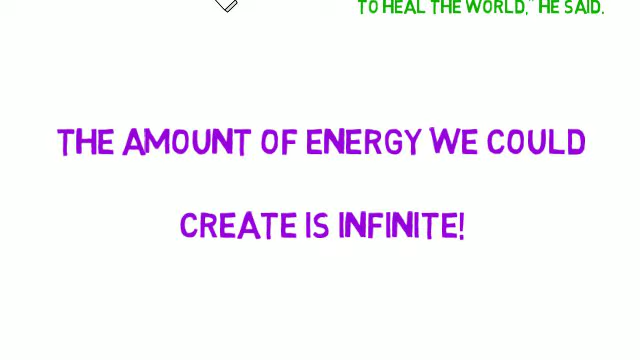 TO HEAL THE WORLD," HE SAID.
THE AMOUNT OF ENERGY WE COULD
CREATE IS INFINITE!